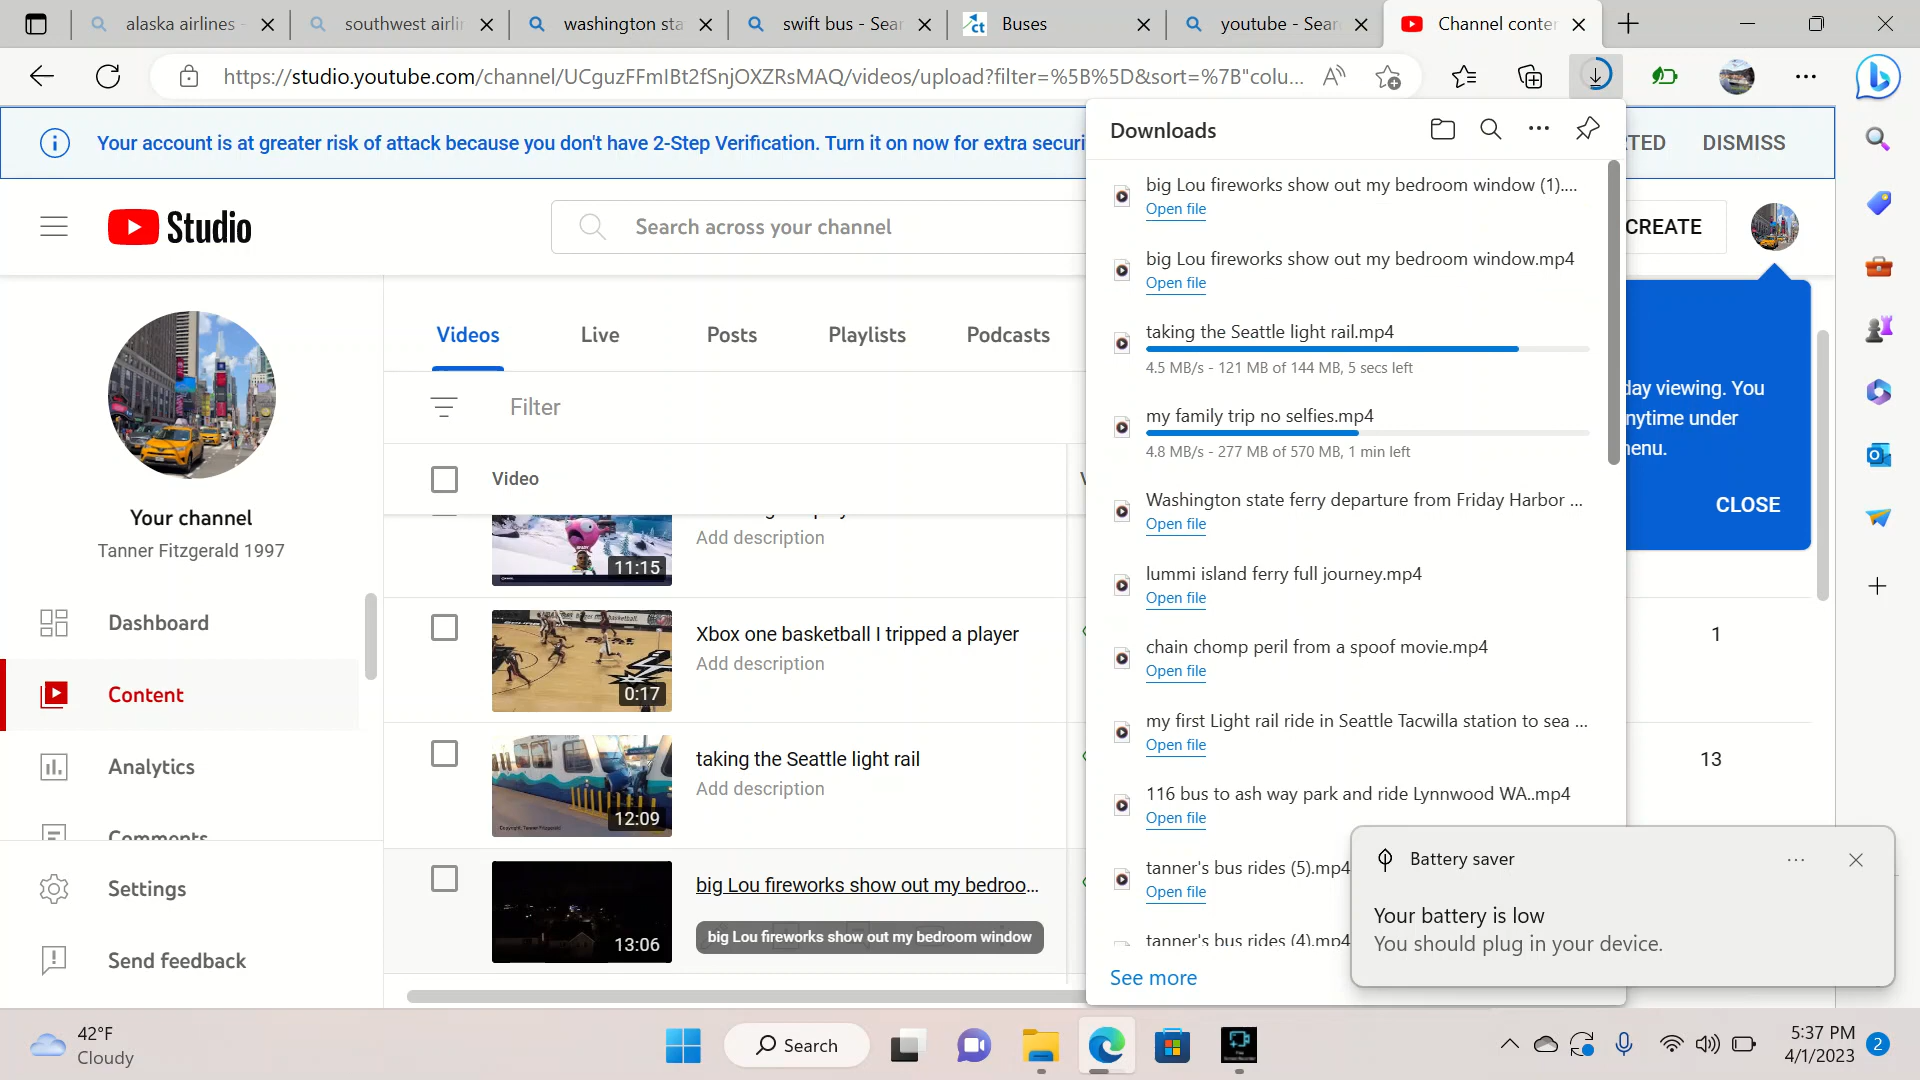 alaska airlines -
southwest airli
washington sta
swift bus - Sear
ct
Buses
youtube - Sear
Channel conten
https://studio.youtube.com/channel/UCguzFFmIBt2fSnjOXZRsMAQ/videos/upload?filter=%5B%5D&sort=%7B"colu...
Your account is at greater risk of attack because you don't have 2-Step Verification. Turn it on now for extra securi
DISMISS
Studio
Search across your channel
CREATE
Downloads
big Lou fireworks show out my bedroom window (1)....
Open file
big Lou fireworks show out my bedroom window.mp4
Open file
taking the Seattle light rail.mp4
4.5 MB/s - 121 MB of 144 MB, 5 secs left
my family trip no selfies.mp4
4.8 MB/s - 277 MB of 570 MB, 1 min left
Washington state ferry departure from Friday Harbor ...
Open file
lummi island ferry full journey.mp4
Open file
chain chomp peril from a spoof movie.mp4
Open file
my first Light rail ride in Seattle Tacwilla station to sea ...
Open file
116 bus to ash way park and ride Lynnwood WA..mp4
Open file
tanner's bus rides (5).mp4
Open file
tanner's bus rides (4).mp4
See more
day viewing. You
nytime under
menu.
CLOSE
Your channel
Tanner Fitzgerald 1997
Dashboard
Content
Analytics
Comments
Settings
Send feedback
Videos
Live
Posts
Playlists
Podcasts
Filter
Video
11:15
Add description
0:17
Xbox one basketball I tripped a player
Add description
1
12:09
taking the Seattle light rail
Add description
13
13:06
big Lou fireworks show out my bedroo...
big Lou fireworks show out my bedroom window
Battery saver
Your battery is low
You should plug in your device.
42°F
Cloudy
Search
5:37 PM
4/1/2023
2